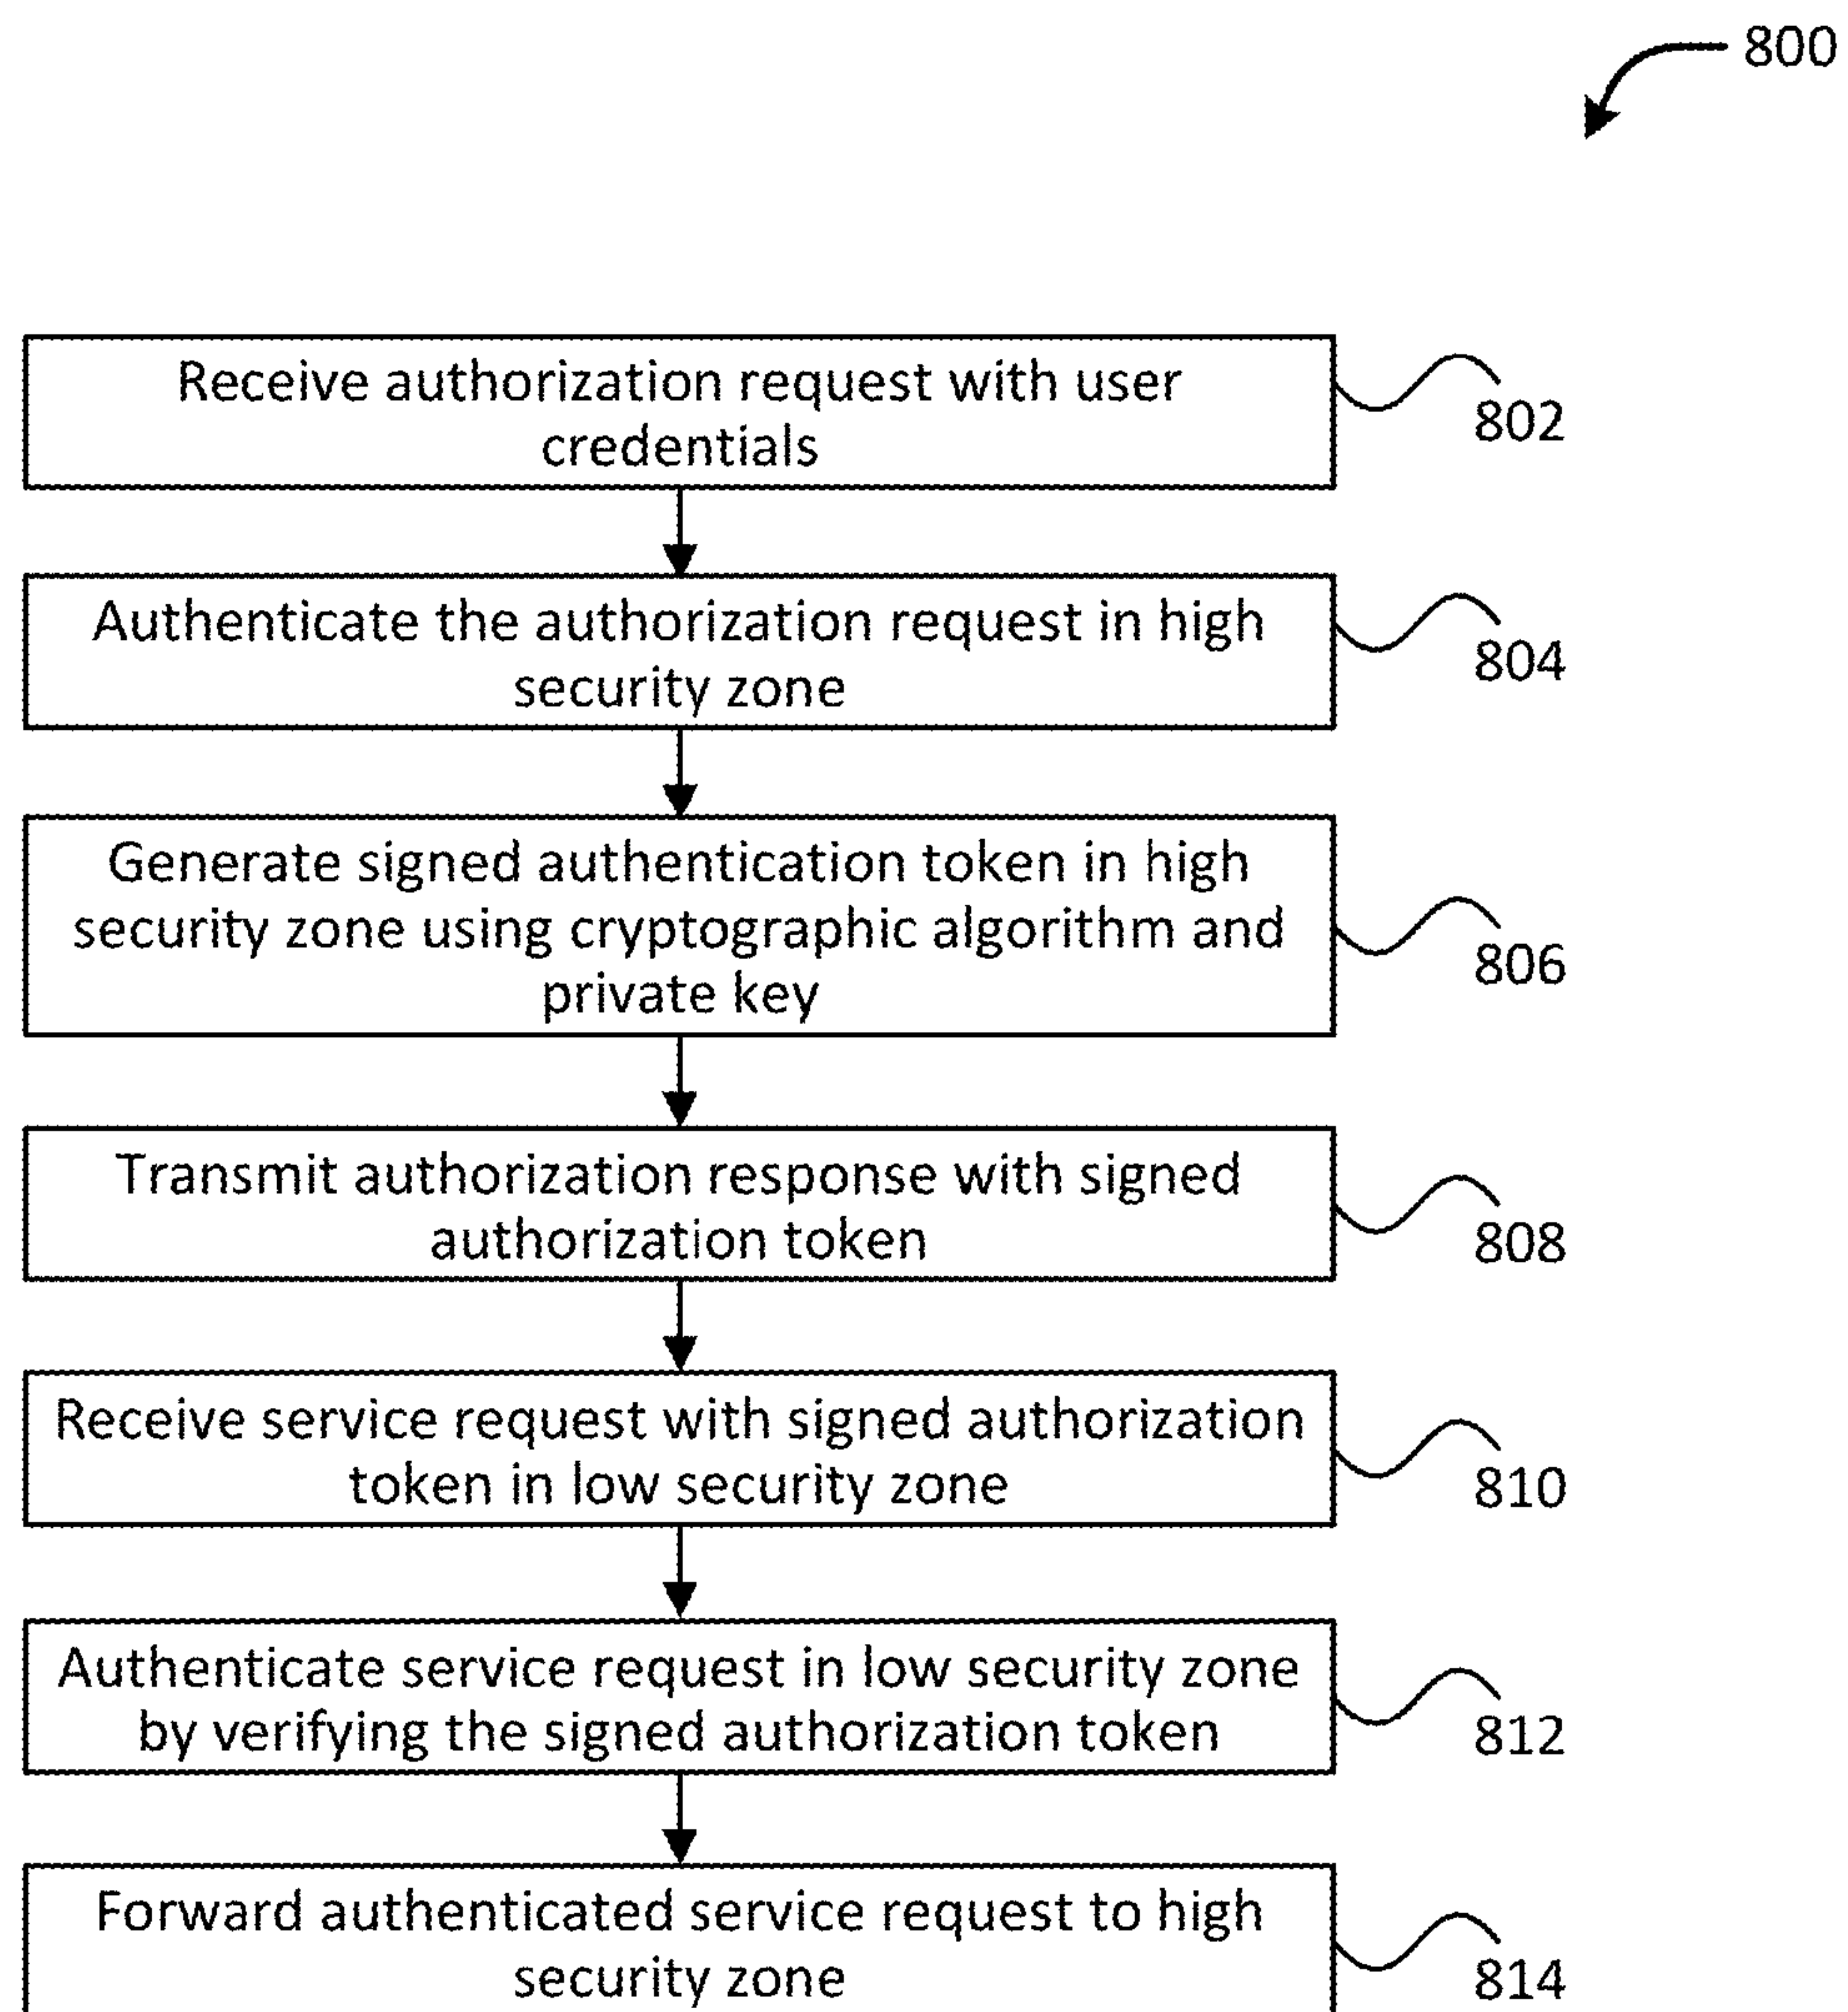 800
Receive authorization request with user
credentials
802
Authenticate the authorization request in high
security zone
804
Generate signed authentication token in high
security zone using cryptographic algorithm and
private key
806
Transmit authorization response with signed
authorization token
808
Receive service request with signed authorization
token in low security zone
810
Authenticate service request in low security zone
by verifying the signed authorization token
812
Forward authenticated service request to high
security zone
814